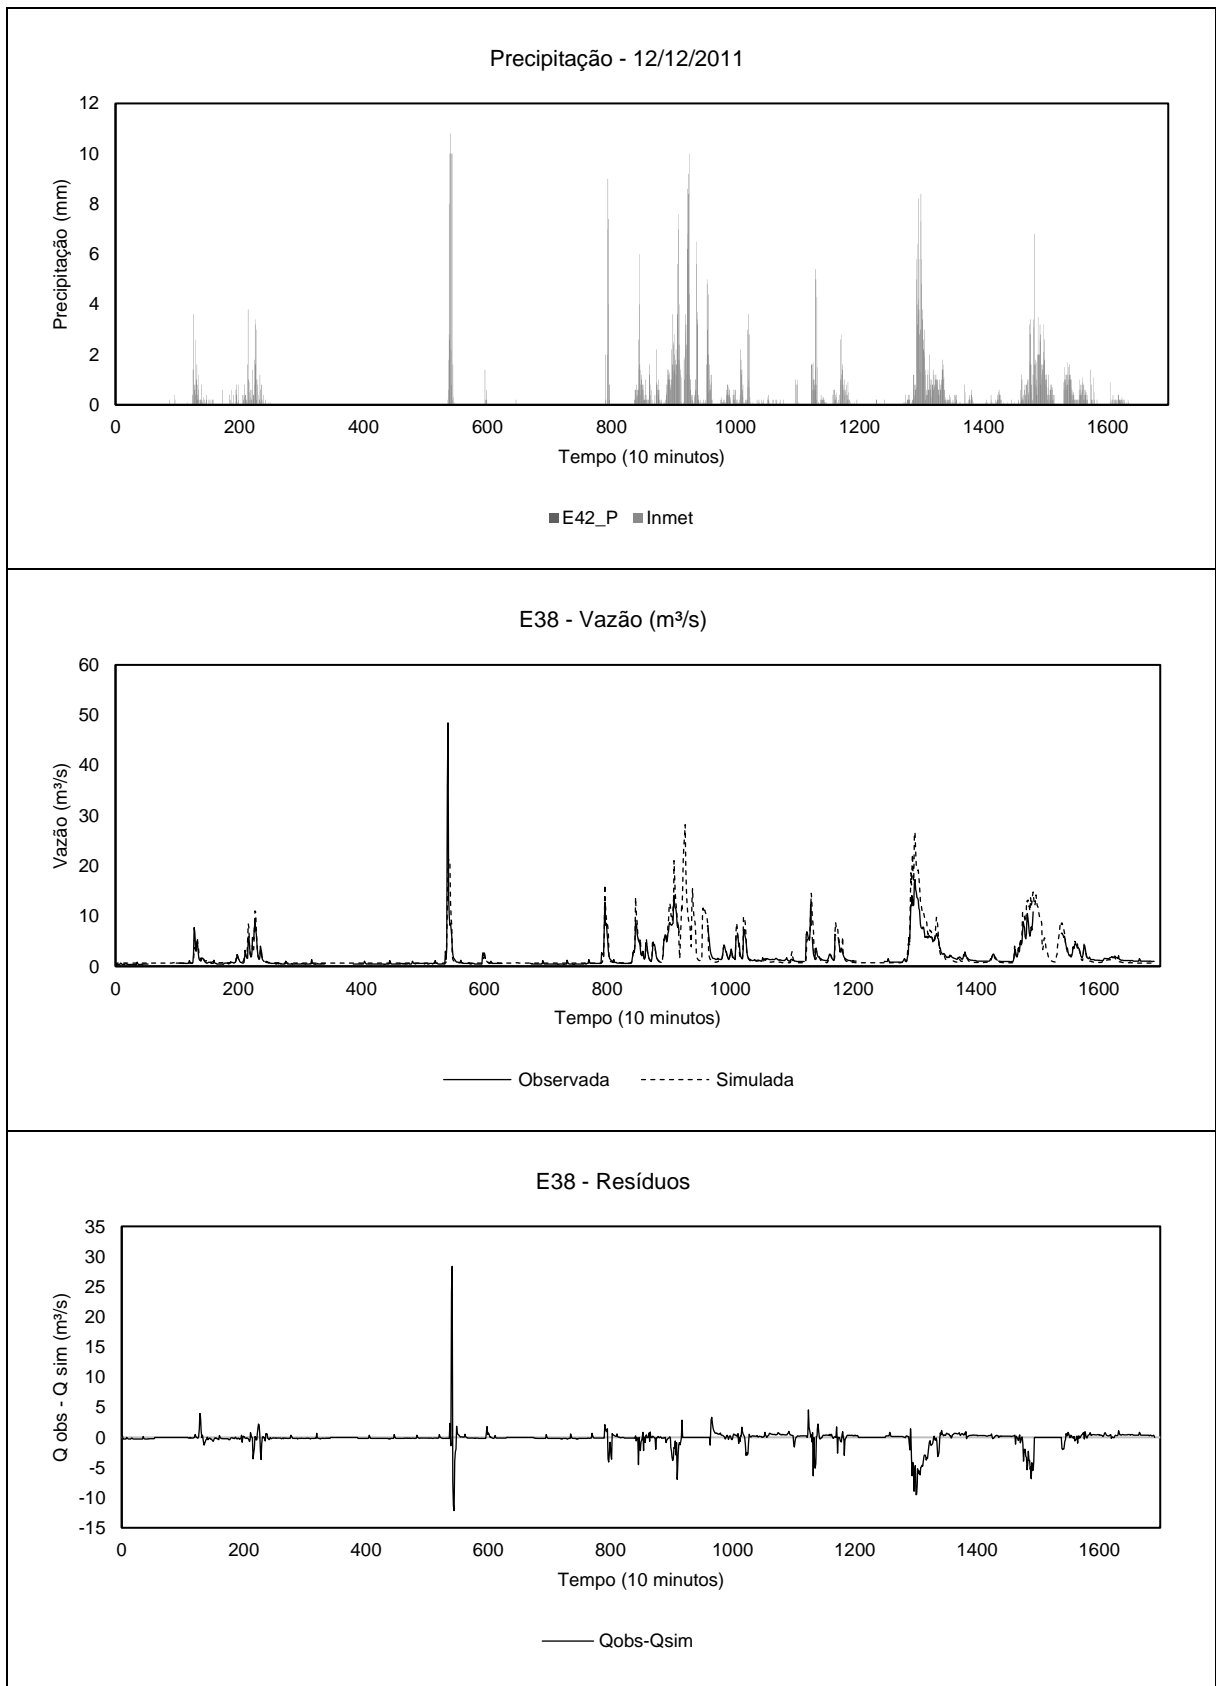 Precipitação - 12/12/2011
12
10
8
6
4
2
0
Precipitação (mm)
0 200 400 600 800 1000 1200 1400 1600
Tempo (10 minutos)
E42_P Inmet
E38 - Vazão (m³/s)
60
50
40
30
20
10
0
Vazão (m³/s)
0 200 400 600 800 1000 1200 1400 1600
Tempo (10 minutos)
Observada Simulada
E38 - Resíduos
35
30
25
20
15
10
5
0
-5
-10
-15
Q obs - Q sim (m³/s)
0 200 400 600 800 1000 1200 1400 1600
Tempo (10 minutos)
Qobs-Qsim